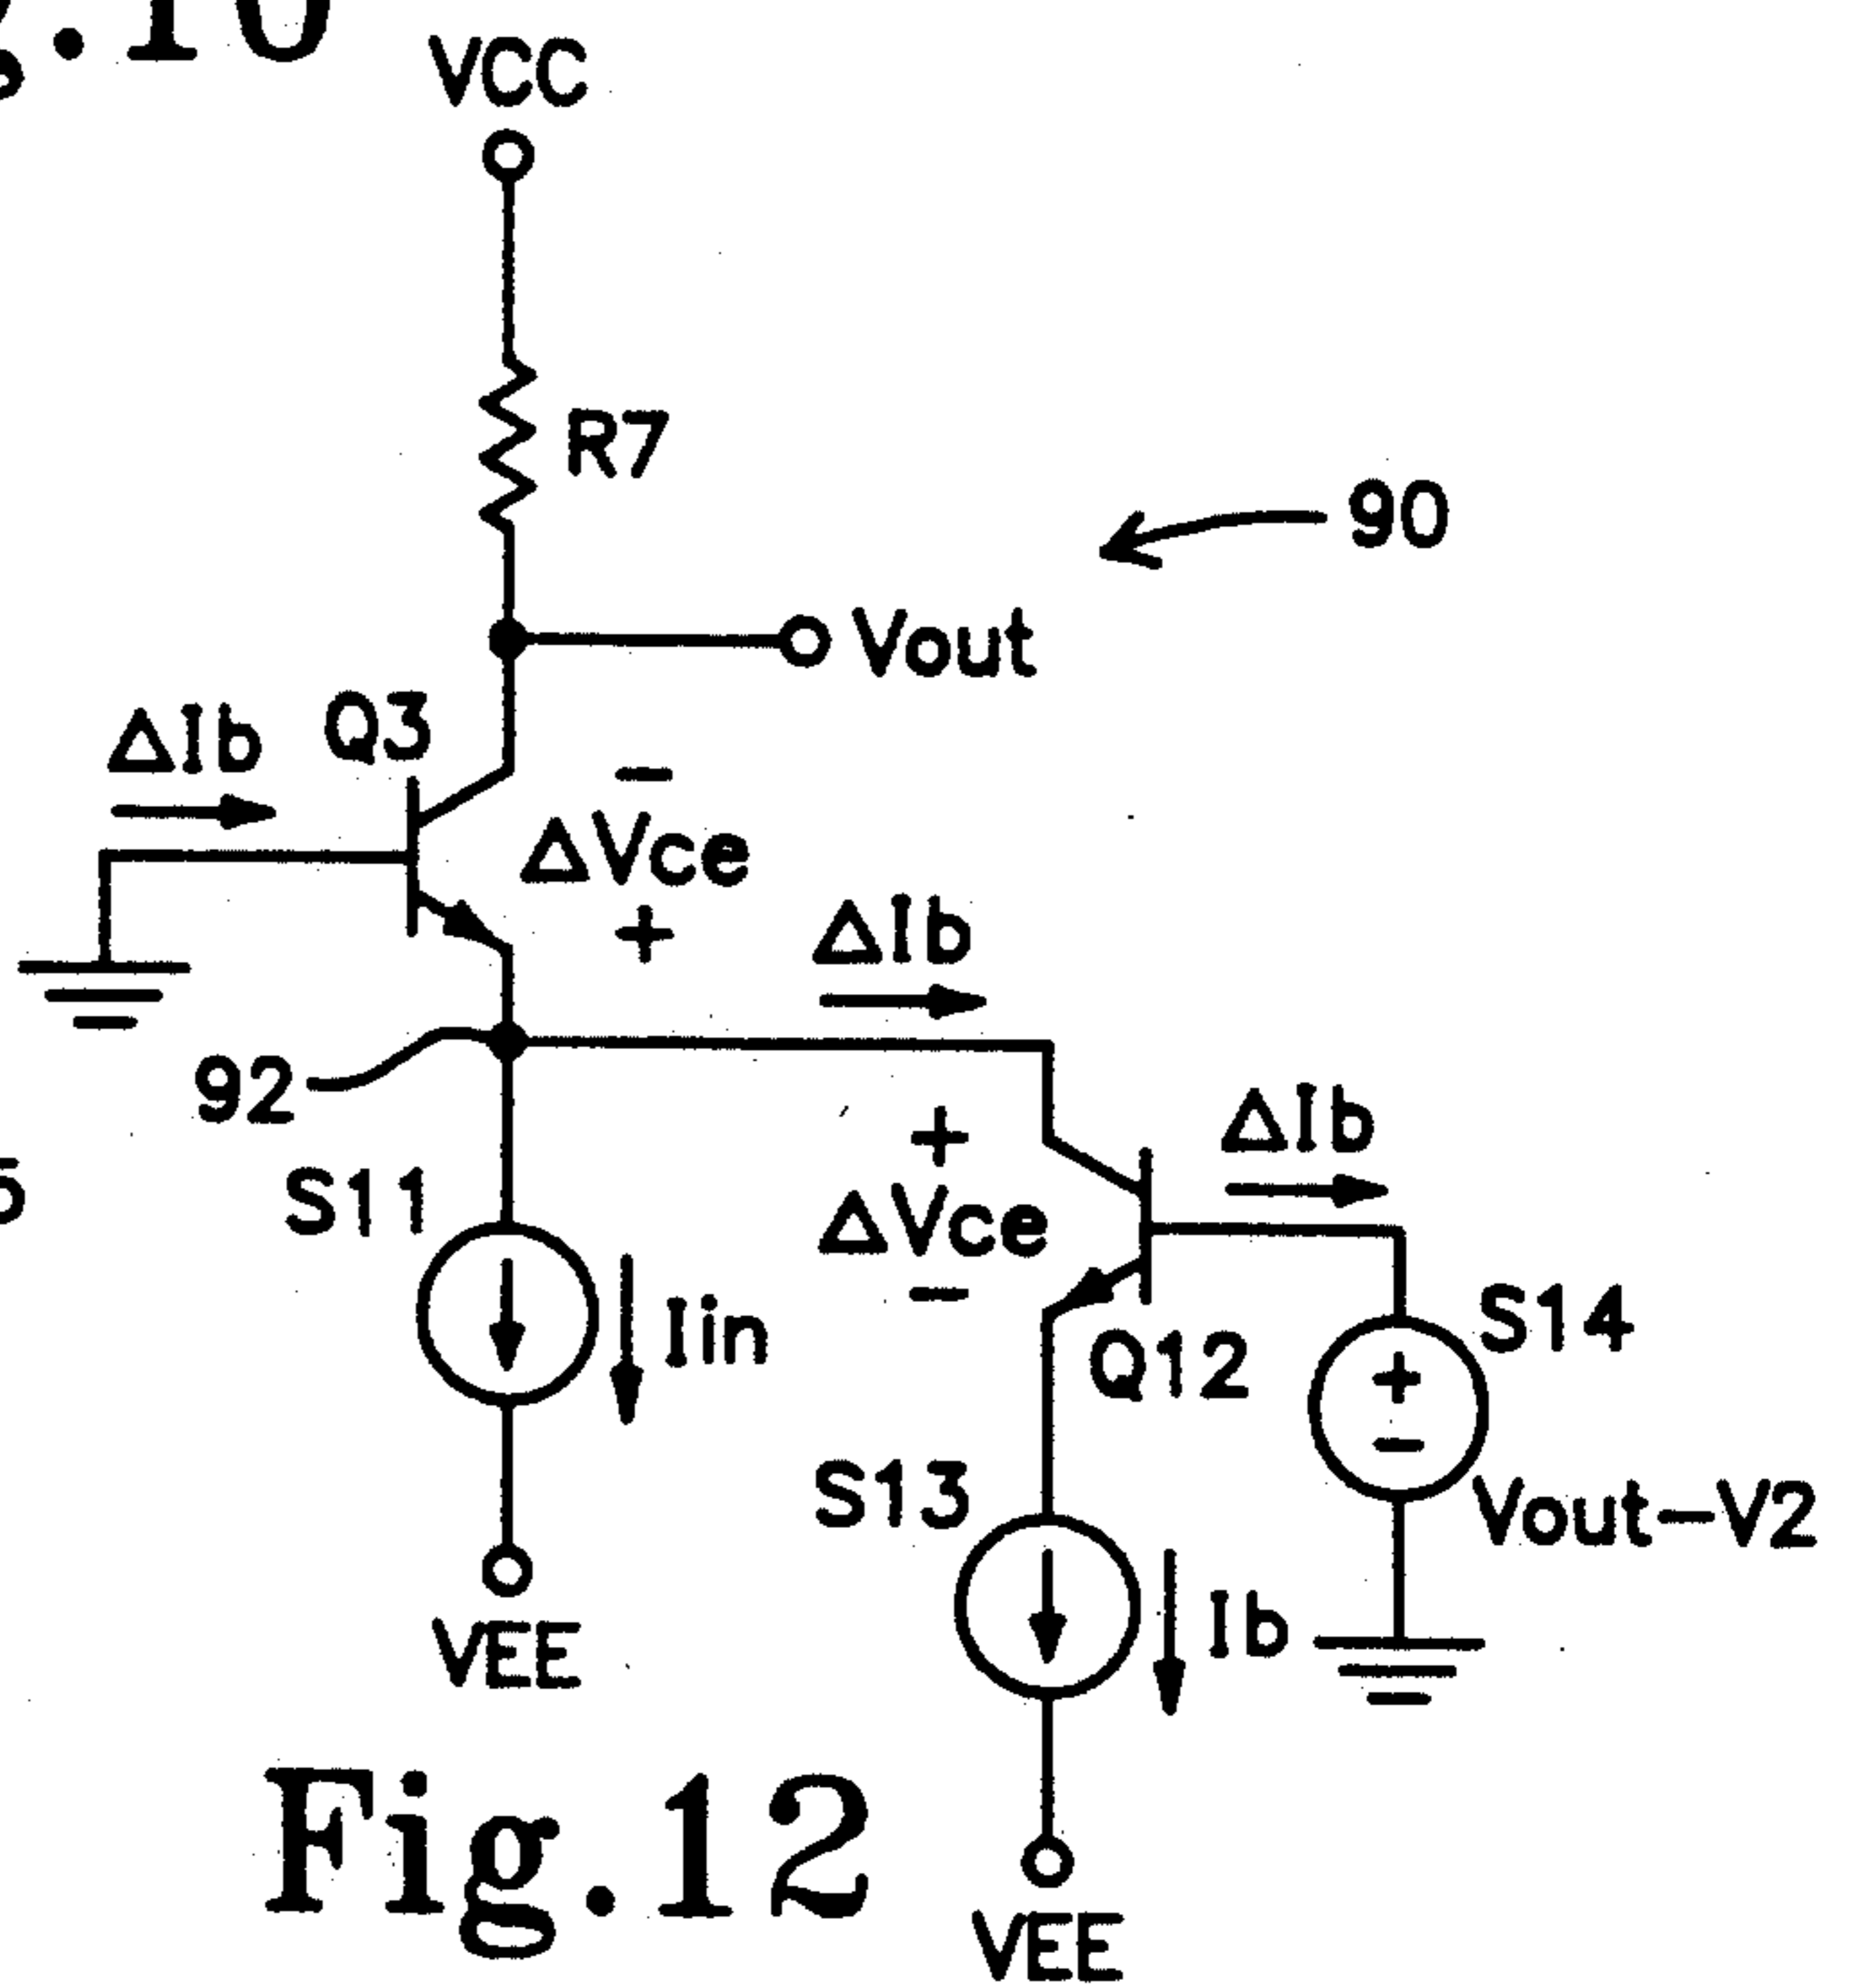 .10
VCC
R7
90
Vout
ΔIb
Q3
−
ΔVce
+
ΔIb
92
+
ΔIb
S11
ΔVce
−
Iin
S14
+
−
Q12
S13
Vout−V2
Ib
VEE
Fig.12
VEE